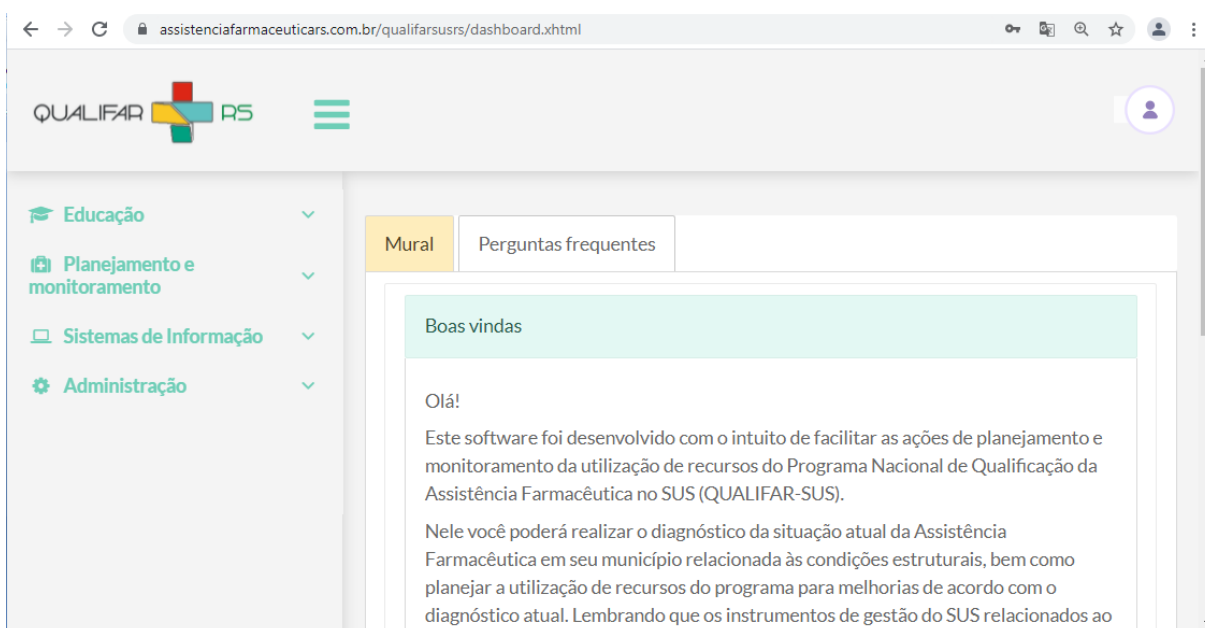 assistenciafarmaceuticars.com.br/qualifarsusrs/dashboard.xhtml
QUALIFAR RS
Educação
Planejamento e
monitoramento
Sistemas de Informação
Administração
Mural
Perguntas frequentes
Boas vindas
Olá!
Este software foi desenvolvido com o intuito de facilitar as ações de planejamento e
monitoramento da utilização de recursos do Programa Nacional de Qualificação da
Assistência Farmacêutica no SUS (QUALIFAR-SUS).
Nele você poderá realizar o diagnóstico da situação atual da Assistência
Farmacêutica em seu município relacionada às condições estruturais, bem como
planejar a utilização de recursos do programa para melhorias de acordo com o
diagnóstico atual. Lembrando que os instrumentos de gestão do SUS relacionados ao